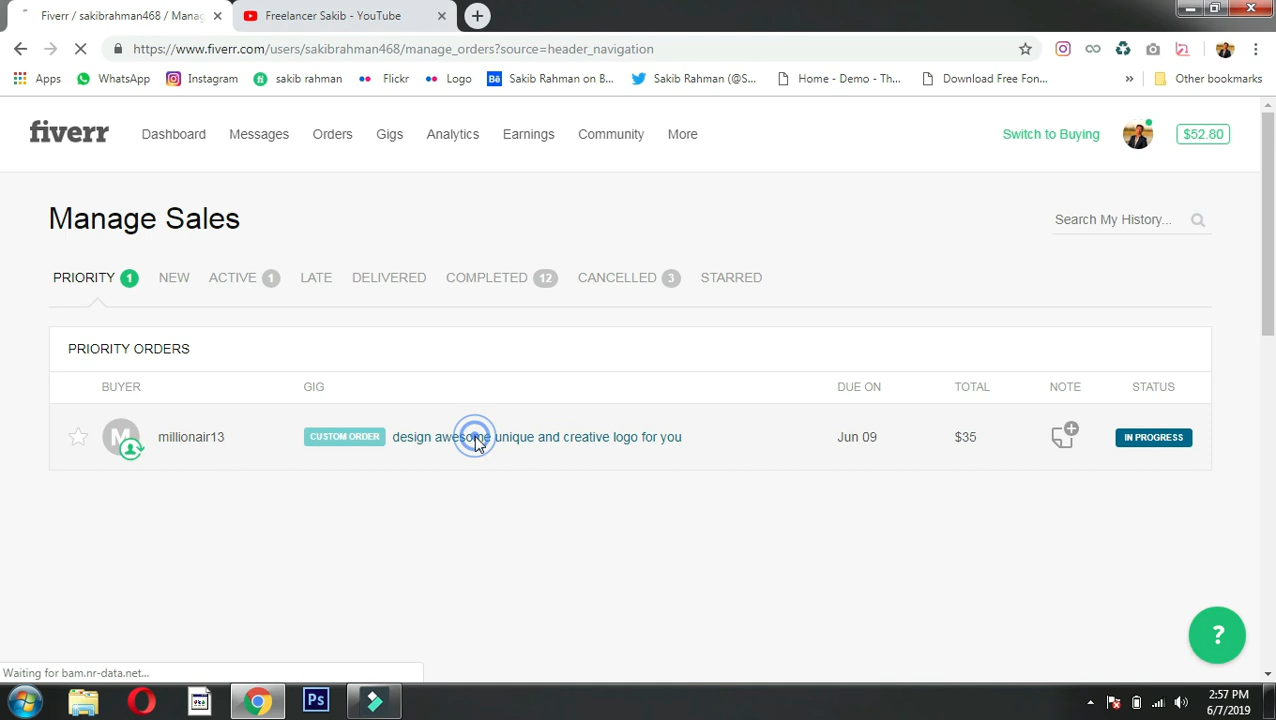 Fiverr / sakibrahman468 / Mana
Freelancer Sakib - YouTube
https://www.fiverr.com/users/sakibrahman468/manage_orders?source=header_navigation
Apps
WhatsApp
Instagram
sakib rahman
Flickr
Logo
Sakib Rahman on B...
Sakib Rahman (@S...
Home - Demo - Th...
Download Free Fon...
Other bookmarks
fiverr
Dashboard
Messages
Orders
Gigs
Analytics
Earnings
Community
More
Switch to Buying
$52.80
Manage Sales
Search My History...
PRIORITY 1
NEW
ACTIVE 1
LATE
DELIVERED
COMPLETED 12
CANCELLED 3
STARRED
PRIORITY ORDERS
BUYER
GIG
DUE ON
TOTAL
NOTE
STATUS
M
millionair13
CUSTOM ORDER
design awesome unique and creative logo for you
Jun 09
$35
IN PROGRESS
?
Waiting for bam.nr-data.net...
Ps
2:57 PM
6/7/2019